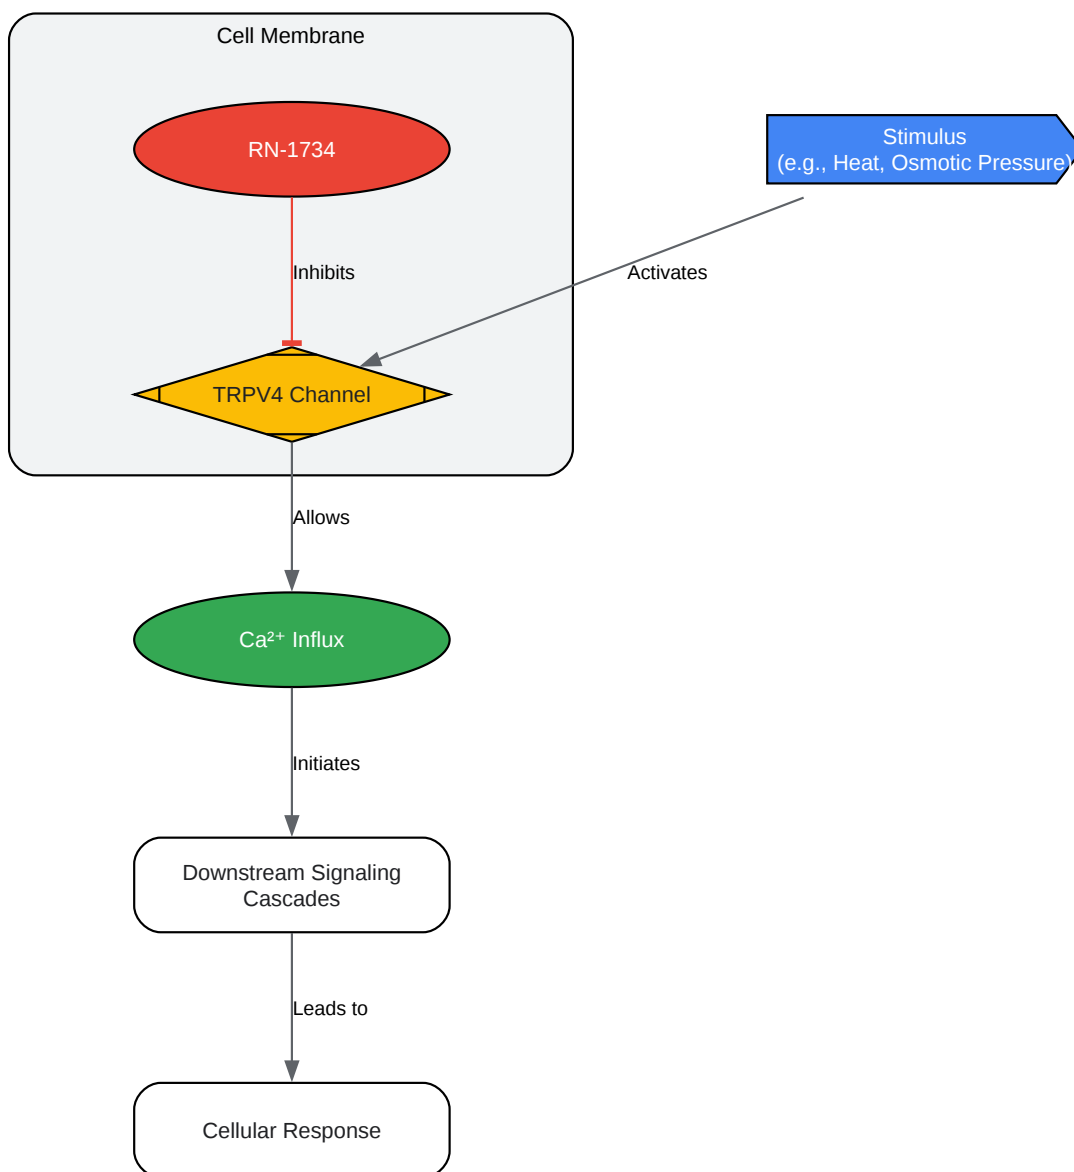 Cell Membrane
RN-1734
Stimulus
(e.g., Heat, Osmotic Pressure)
Inhibits
Activates
TRPV4 Channel
Allows
Ca²⁺ Influx
Initiates
Downstream Signaling
Cascades
Leads to
Cellular Response